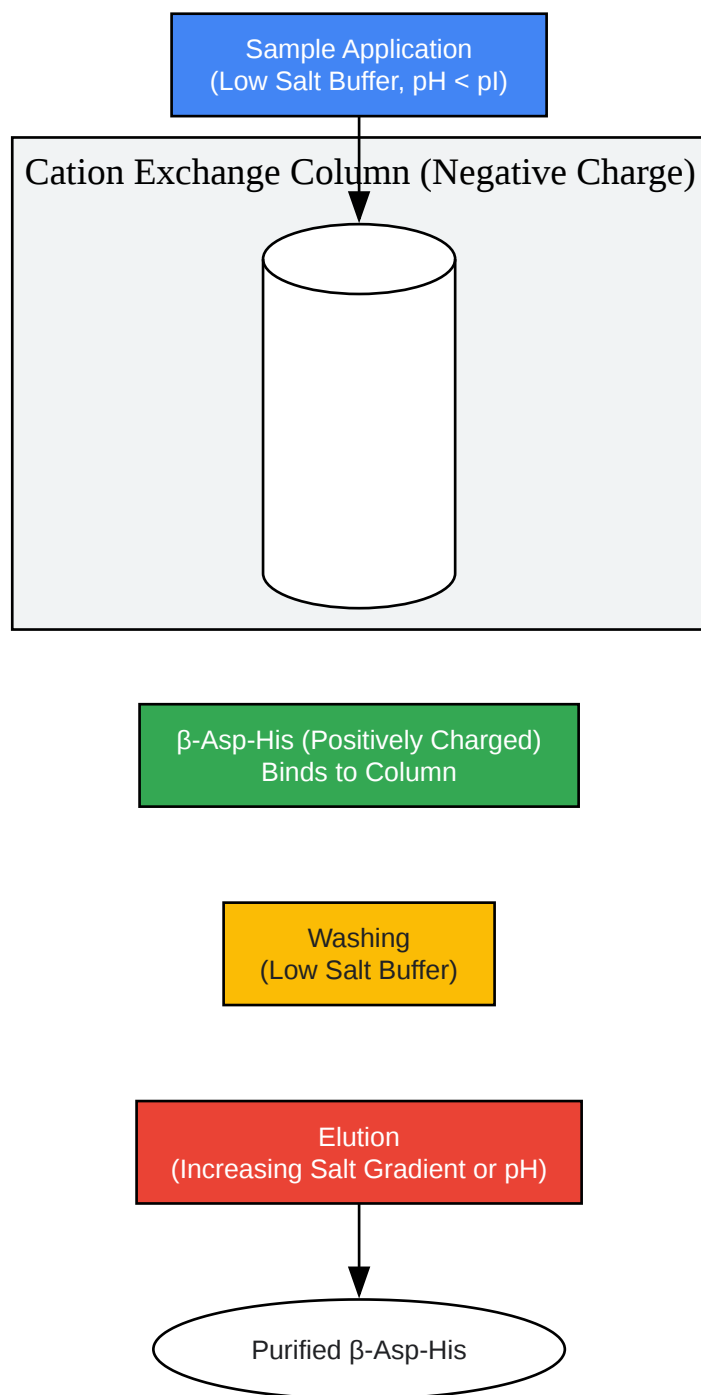 Sample Application
(Low Salt Buffer, pH < pI)
Cation Exchange Column (Negative Charge)
β-Asp-His (Positively Charged)
Binds to Column
Washing
(Low Salt Buffer)
Elution
(Increasing Salt Gradient or pH)
Purified β-Asp-His